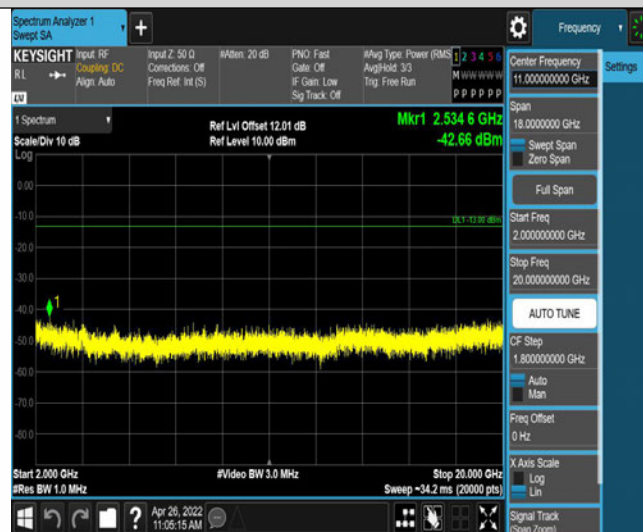 Spectrum Analyzer 1
Swept SA
Frequency
KEYSIGHT
Input: RF
Coupling: DC
Align: Auto
Input Z: 50 Ω
Corrections: Off
Freq Ref: Int (S)
#Atten: 20 dB
PNO: Fast
Gate: Off
IF Gain: Low
Sig Track: Off
#Avg Type: Power (RMS
Avg|Hold: 3/3
Trig: Free Run
1 2 3 4 5 6
M W W W W W
P P P P P P
R L
LXI
1 Spectrum
Scale/Div 10 dB
Ref Lvl Offset 12.01 dB
Ref Level 10.00 dBm
Mkr1 2.534 6 GHz
-42.66 dBm
Log
0.00
-10.0
DL1 -13.00 dBm
-20.0
-30.0
-40.0
1
-50.0
-60.0
-70.0
-80.0
Start 2.000 GHz
#Res BW 1.0 MHz
#Video BW 3.0 MHz
Stop 20.000 GHz
Sweep ~34.2 ms (20000 pts)
Apr 26, 2022
11:05:15 AM
Center Frequency
11.000000000 GHz
Settings
Span
18.0000000 GHz
Swept Span
Zero Span
Full Span
Start Freq
2.000000000 GHz
Stop Freq
20.000000000 GHz
AUTO TUNE
CF Step
1.800000000 GHz
Auto
Man
Freq Offset
0 Hz
X Axis Scale
Log
Lin
Signal Track
(Span Zoom)